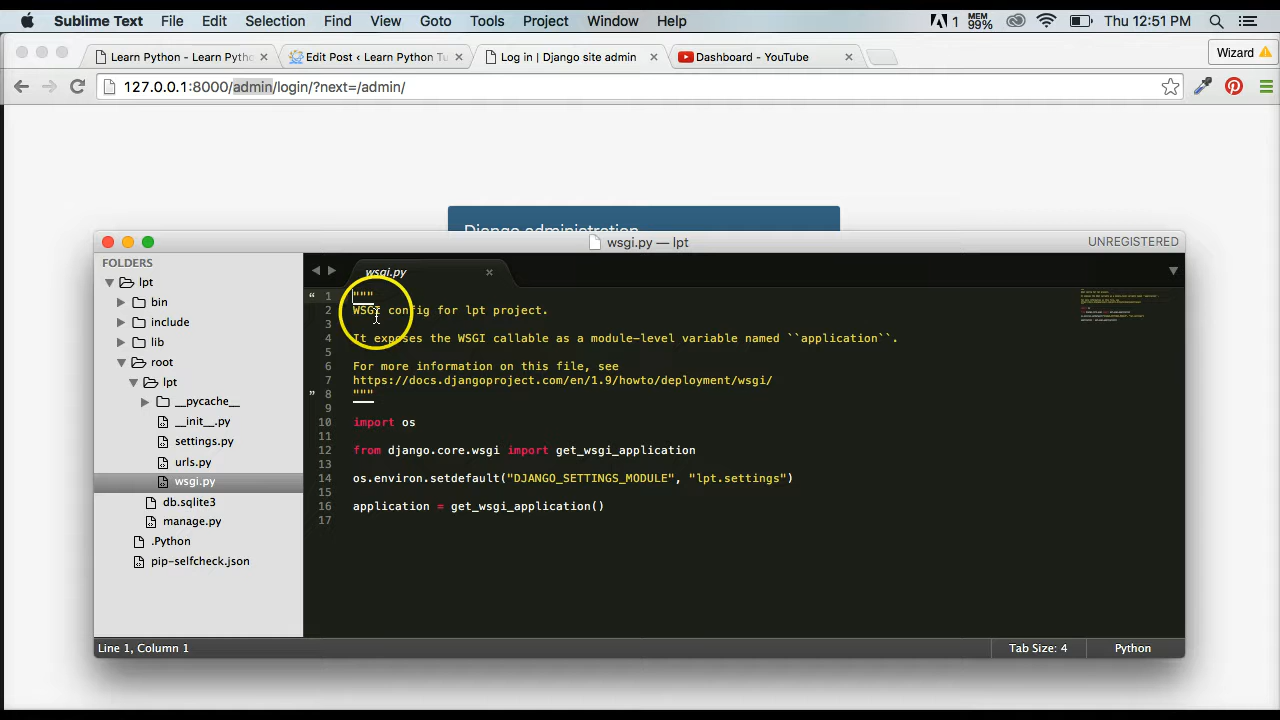 Sublime Text File Edit Selection Find View Goto Tools Project Window Help 1 MEM 99% Thu 12:51 PM
Learn Python - Learn Pytho Edit Post ‹ Learn Python Tu Log in | Django site admin Dashboard - YouTube Wizard
127.0.0.1:8000/admin/login/?next=/admin/
Django administration
wsgi.py — lpt UNREGISTERED
FOLDERS
lpt
bin
include
lib
root
lpt
__pycache__
__init__.py
settings.py
urls.py
wsgi.py
db.sqlite3
manage.py
.Python
pip-selfcheck.json
wsgi.py
“ 1 """
2 WSGI config for lpt project.
3
4 It exposes the WSGI callable as a module-level variable named ``application``.
5
6 For more information on this file, see
7 https://docs.djangoproject.com/en/1.9/howto/deployment/wsgi/
” 8 """
9
10 import os
11
12 from django.core.wsgi import get_wsgi_application
13
14 os.environ.setdefault("DJANGO_SETTINGS_MODULE", "lpt.settings")
15
16 application = get_wsgi_application()
17
Line 1, Column 1 Tab Size: 4 Python